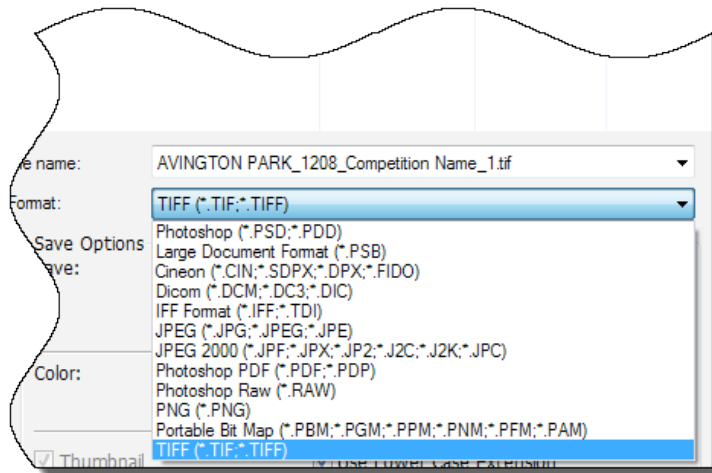 name:
AVINGTON PARK_1208_Competition Name_1.tif
Format:
TIFF (*.TIF;*.TIFF)
Save Options
Photoshop (*.PSD;*.PDD)
Large Document Format (*.PSB)
Cineon (*.CIN;*.SDPX;*.DPX;*.FIDO)
Dicom (*.DCM;*.DC3;*.DIC)
IFF Format (*.IFF;*.TDI)
JPEG (*.JPG;*.JPEG;*.JPE)
JPEG 2000 (*.JPF;*.JPX;*.JP2;*.J2C;*.J2K;*.JPC)
Photoshop PDF (*.PDF;*.PDP)
Color:
Photoshop Raw (*.RAW)
PNG (*.PNG)
Portable Bit Map (*.PBM;*.PGM;*.PPM;*.PNM;*.PFM;*.PAM)
TIFF (*.TIF;*.TIFF)
Thumbnail
Use Lower Case Extension